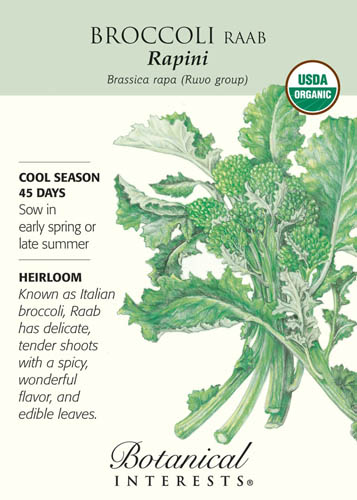 BROCCOLI RAAB
Rapini
Brassica rapa (Ruvo group)
USDA
ORGANIC
COOL SEASON
45 DAYS
Sow in
early spring or
late summer
HEIRLOOM
Known as Italian
broccoli, Raab
has delicate,
tender shoots
with a spicy,
wonderful
flavor, and
edible leaves.
Botanical
INTERESTS®